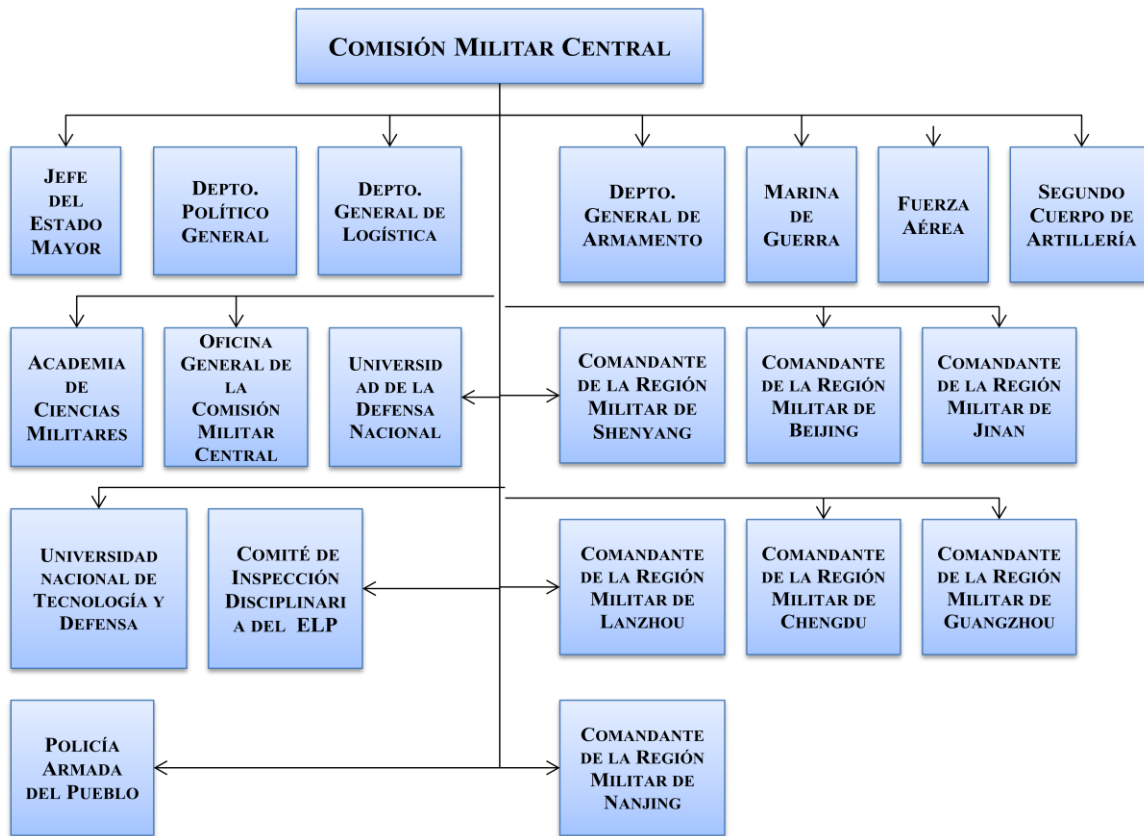 COMISIÓN MILITAR CENTRAL
JEFE
DEL
ESTADO
MAYOR
DEPTO.
POLÍTICO
GENERAL
DEPTO.
GENERAL DE
LOGÍSTICA
DEPTO.
GENERAL DE
ARMAMENTO
MARINA
DE
GUERRA
FUERZA
AÉREA
SEGUNDO
CUERPO DE
ARTILLERÍA
ACADEMIA
DE
CIENCIAS
MILITARES
OFICINA
GENERAL DE
LA
COMISIÓN
MILITAR
CENTRAL
UNIVERSID
AD DE LA
DEFENSA
NACIONAL
COMANDANTE
DE LA REGIÓN
MILITAR DE
SHENYANG
COMANDANTE
DE LA REGIÓN
MILITAR DE
BEIJING
COMANDANTE
DE LA REGIÓN
MILITAR DE
JINAN
UNIVERSIDAD
NACIONAL DE
TECNOLOGÍA Y
DEFENSA
COMITÉ DE
INSPECCIÓN
DISCIPLINARI
A DEL ELP
COMANDANTE
DE LA REGIÓN
MILITAR DE
LANZHOU
COMANDANTE
DE LA REGIÓN
MILITAR DE
CHENGDU
COMANDANTE
DE LA REGIÓN
MILITAR DE
GUANGZHOU
POLICÍA
ARMADA
DEL PUEBLO
COMANDANTE
DE LA REGIÓN
MILITAR DE
NANJING